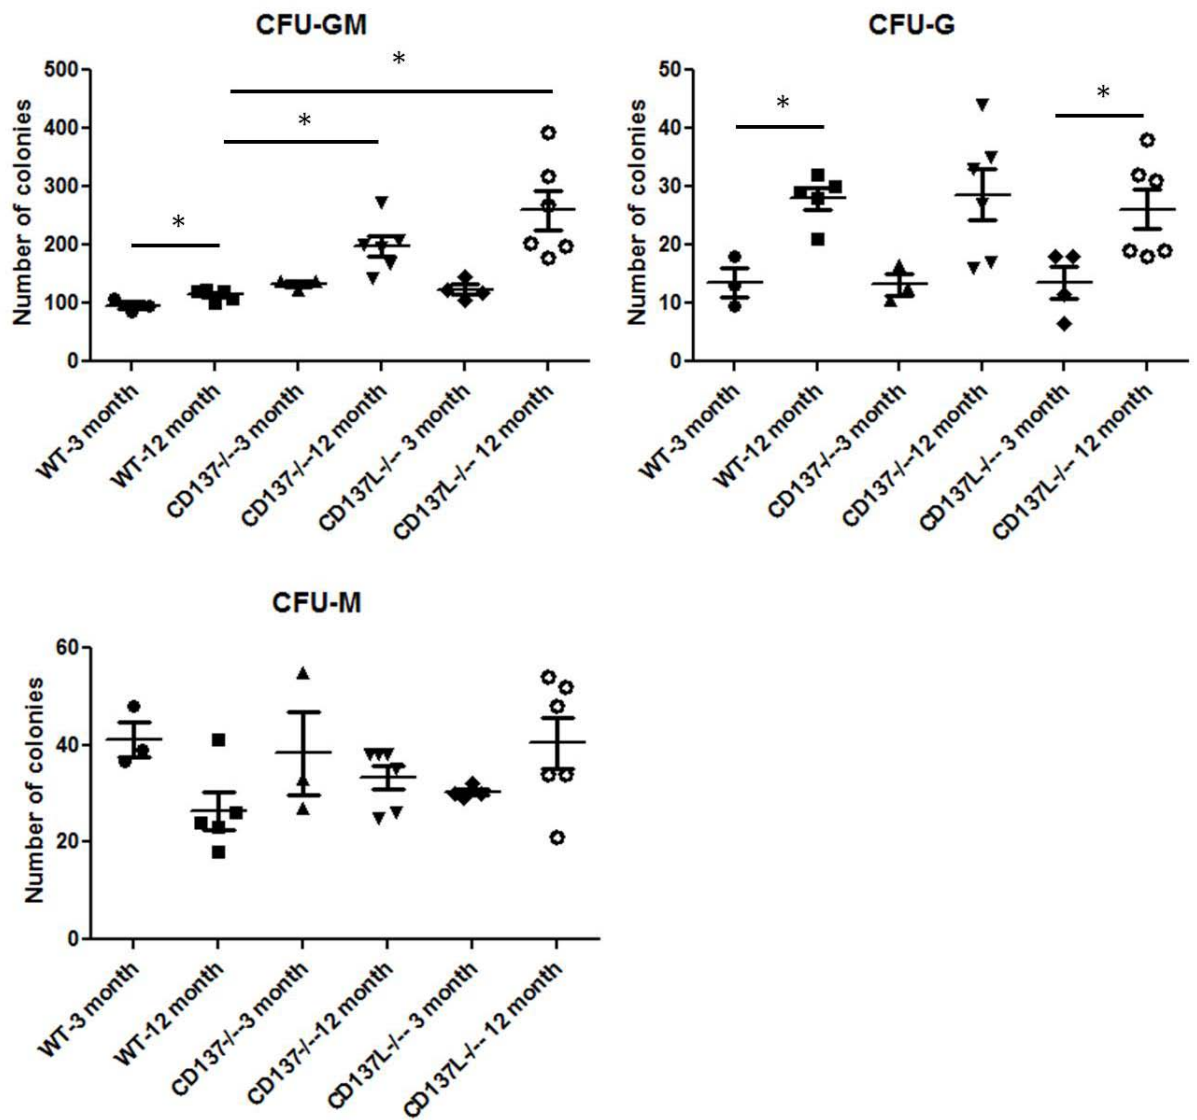 CFU-GM
Number of colonies
500
400
300
200
100
0
*
*
*
WT-3 month
WT-12 month
CD137-/--3 month
CD137-/--12 month
CD137L-/-- 3 month
CD137L-/-- 12 month
CFU-G
Number of colonies
50
40
30
20
10
0
*
*
WT-3 month
WT-12 month
CD137-/--3 month
CD137-/--12 month
CD137L-/-- 3 month
CD137L-/-- 12 month
CFU-M
Number of colonies
60
40
20
0
WT-3 month
WT-12 month
CD137-/--3 month
CD137-/--12 month
CD137L-/-- 3 month
CD137L-/-- 12 month